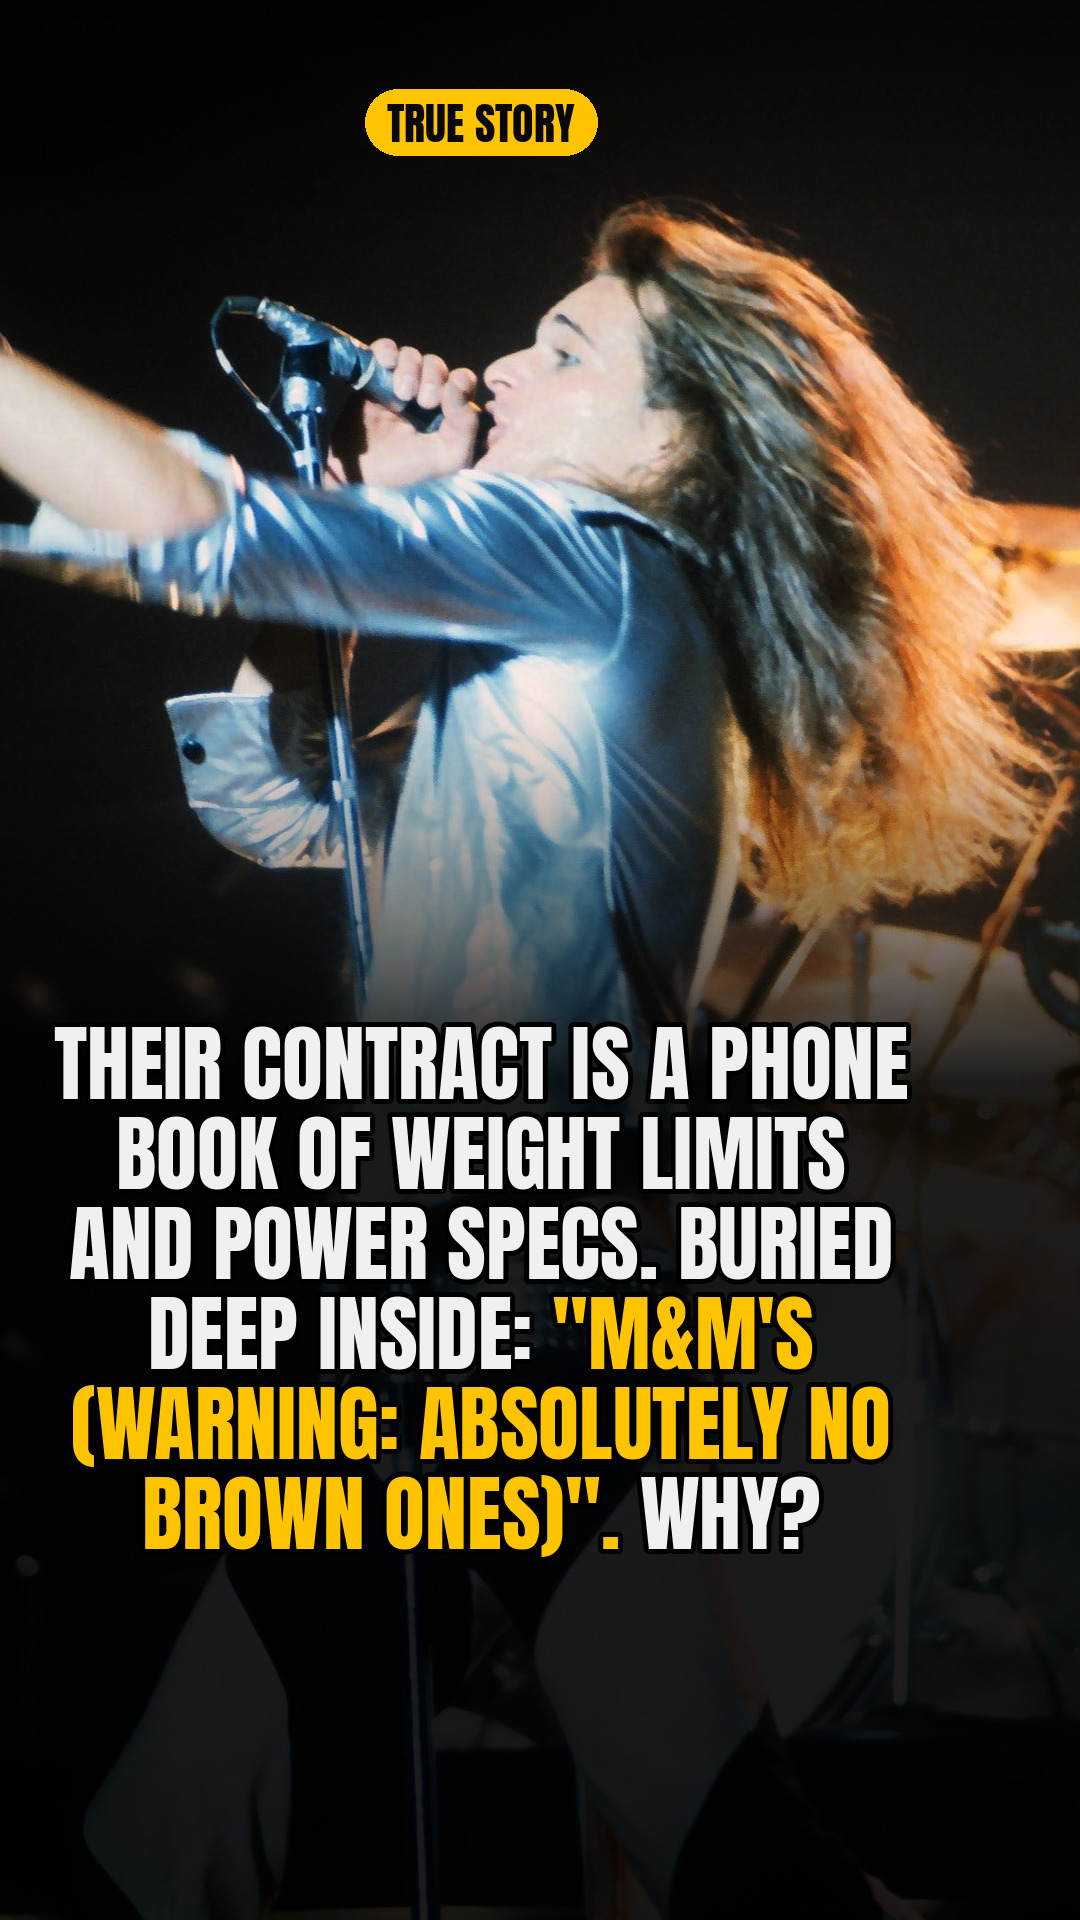 TRUE STORY
THEIR CONTRACT IS A PHONE
BOOK OF WEIGHT LIMITS
AND POWER SPECS. BURIED
DEEP INSIDE: "M&M'S
(WARNING: ABSOLUTELY NO
BROWN ONES)". WHY?